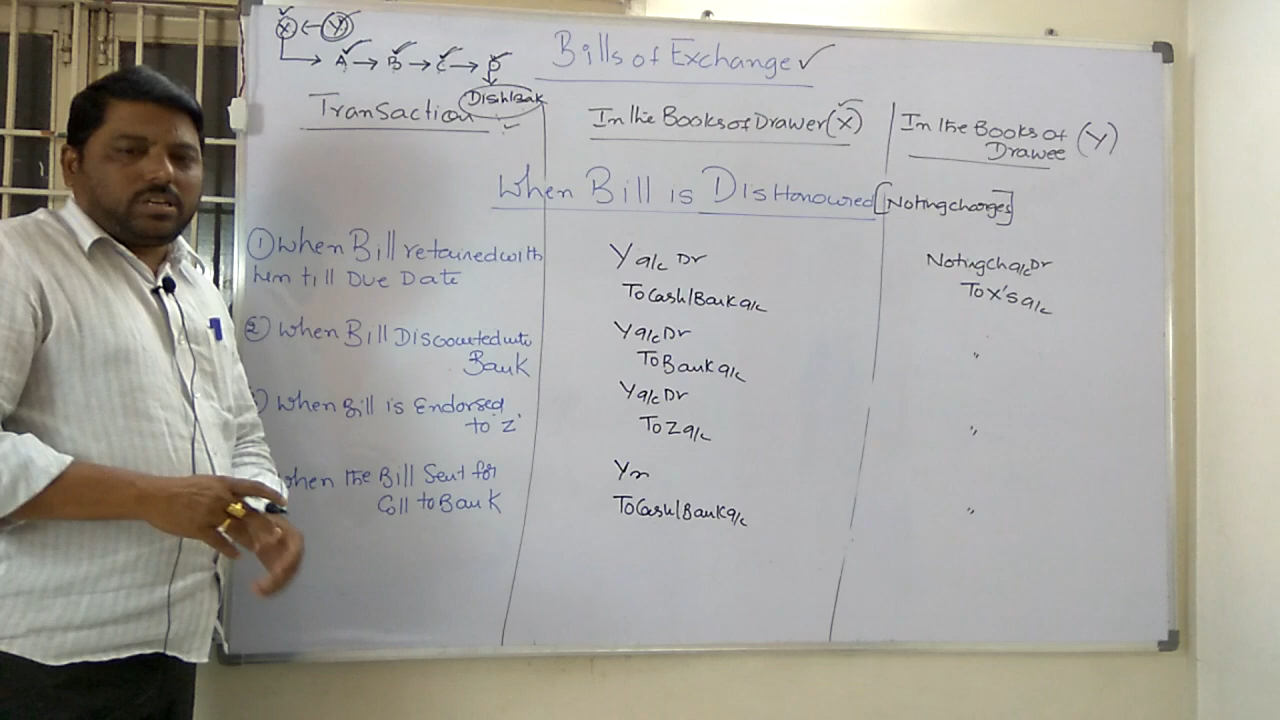 X ← Y
→ A → B → C → D
Dish/Bak
Bills of Exchange ✓
Transaction
In the Books of Drawer (X)
In the Books of
Drawee (Y)
When Bill is DisHonoured [Noting charges]
① When Bill retained with
him till Due Date
Y a/c Dr
To Cash/Bank a/c
Noting Ch a/c Dr
To X's a/c
② When Bill Discounted with
Bank
Y a/c Dr
To Bank a/c
"
When Bill is Endorsed
to 'Z'
Y a/c Dr
To Z a/c
"
When the Bill Sent for
Coll to Bank
Y
To Cash/Bank a/c
"